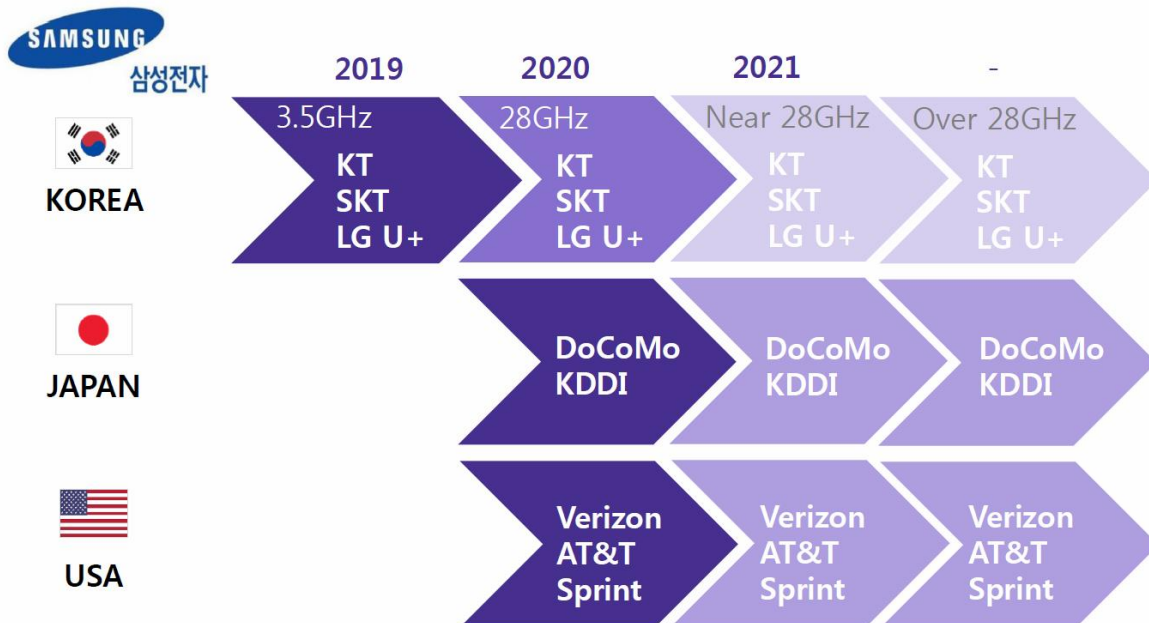 SAMSUNG
삼성전자
2019 2020 2021 -
KOREA
3.5GHz 28GHz Near 28GHz Over 28GHz
KT KT KT KT
SKT SKT SKT SKT
LG U+ LG U+ LG U+ LG U+
JAPAN
DoCoMo DoCoMo DoCoMo
KDDI KDDI KDDI
USA
Verizon Verizon Verizon
AT&T AT&T AT&T
Sprint Sprint Sprint